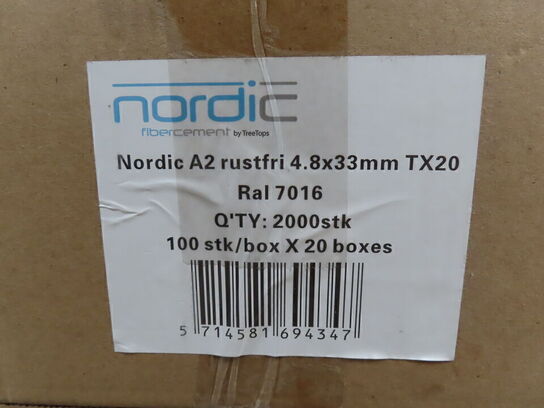 nordic
fibercement by TreeTops
Nordic A2 rustfri 4.8x33mm TX20
Ral 7016
Q'TY: 2000stk
100 stk/box X 20 boxes
5 714581 694347